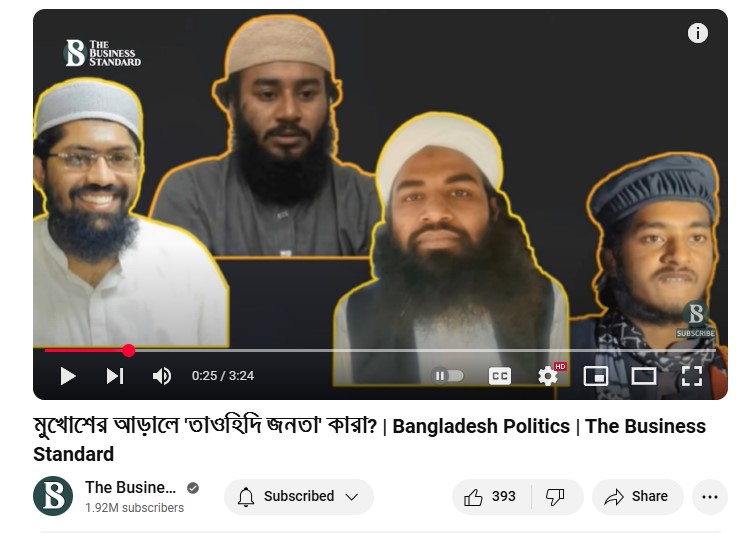 THE
BUSINESS
STANDARD
SUBSCRIBE
0:25 / 3:24
CC
HD
মুখোশের আড়ালে 'তাওহিদি জনতা' কারা? | Bangladesh Politics | The Business
Standard
The Busine...
1.92M subscribers
Subscribed
393
Share